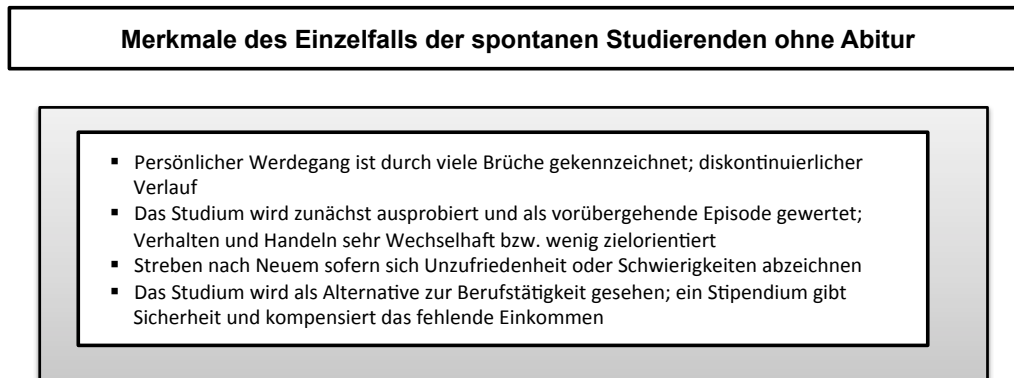 Merkmale des Einzelfalls der spontanen Studierenden ohne Abitur
▪ Persönlicher Werdegang ist durch viele Brüche gekennzeichnet; diskontinuierlicher
Verlauf
▪ Das Studium wird zunächst ausprobiert und als vorübergehende Episode gewertet;
Verhalten und Handeln sehr Wechselhaft bzw. wenig zielorientiert
▪ Streben nach Neuem sofern sich Unzufriedenheit oder Schwierigkeiten abzeichnen
▪ Das Studium wird als Alternative zur Berufstätigkeit gesehen; ein Stipendium gibt
Sicherheit und kompensiert das fehlende Einkommen